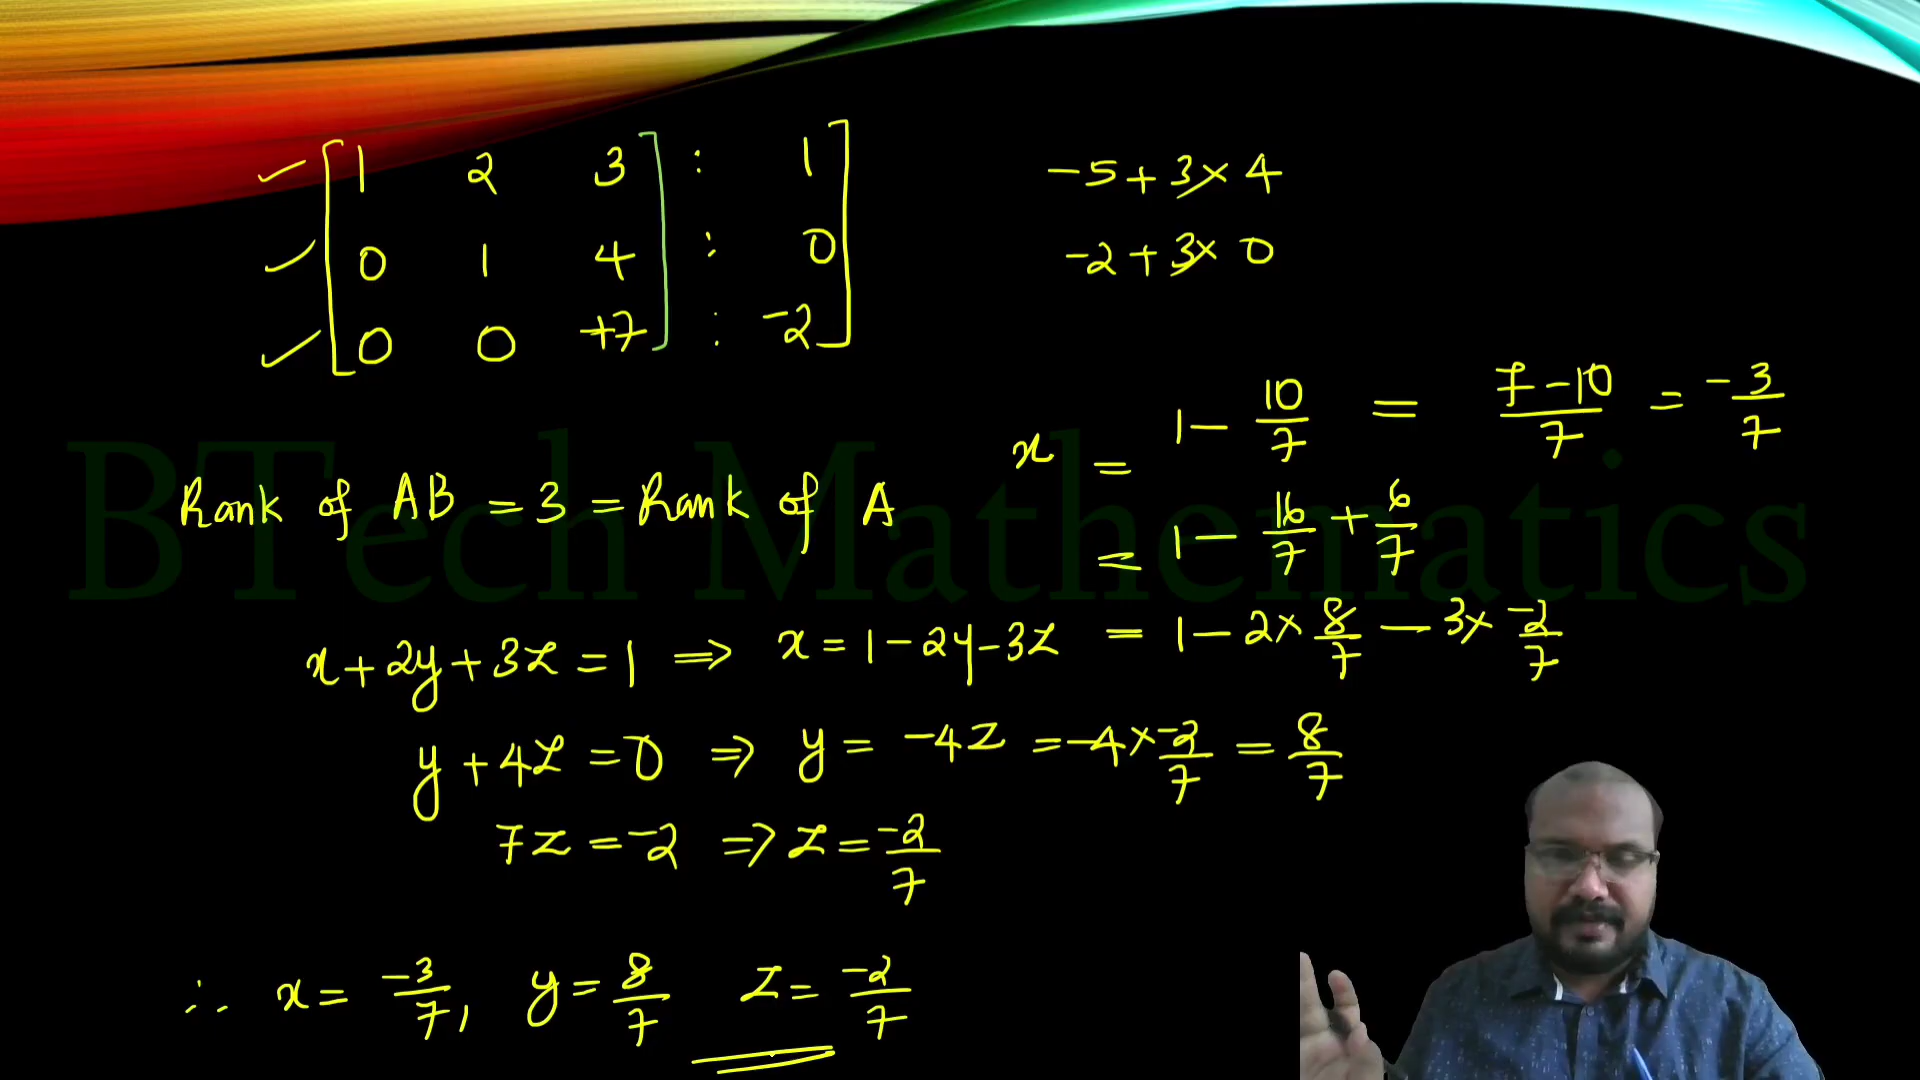 [1 2 3] : 1]
[0 1 4] : 0]
[0 0 +7] : -2]
-5 + 3 × 4
-2 + 3 × 0
Rank of AB = 3 = Rank of A
x = 1 - 10/7 = 7-10/7 = -3/7
= 1 - 16/7 + 6/7
x + 2y + 3z = 1 ⇒ x = 1 - 2y - 3z = 1 - 2 × 8/7 - 3 × -2/7
y + 4z = 0 ⇒ y = -4z = -4 × -2/7 = 8/7
7z = -2 ⇒ z = -2/7
∴ x = -3/7, y = 8/7 z = -2/7
BTech Mathematics